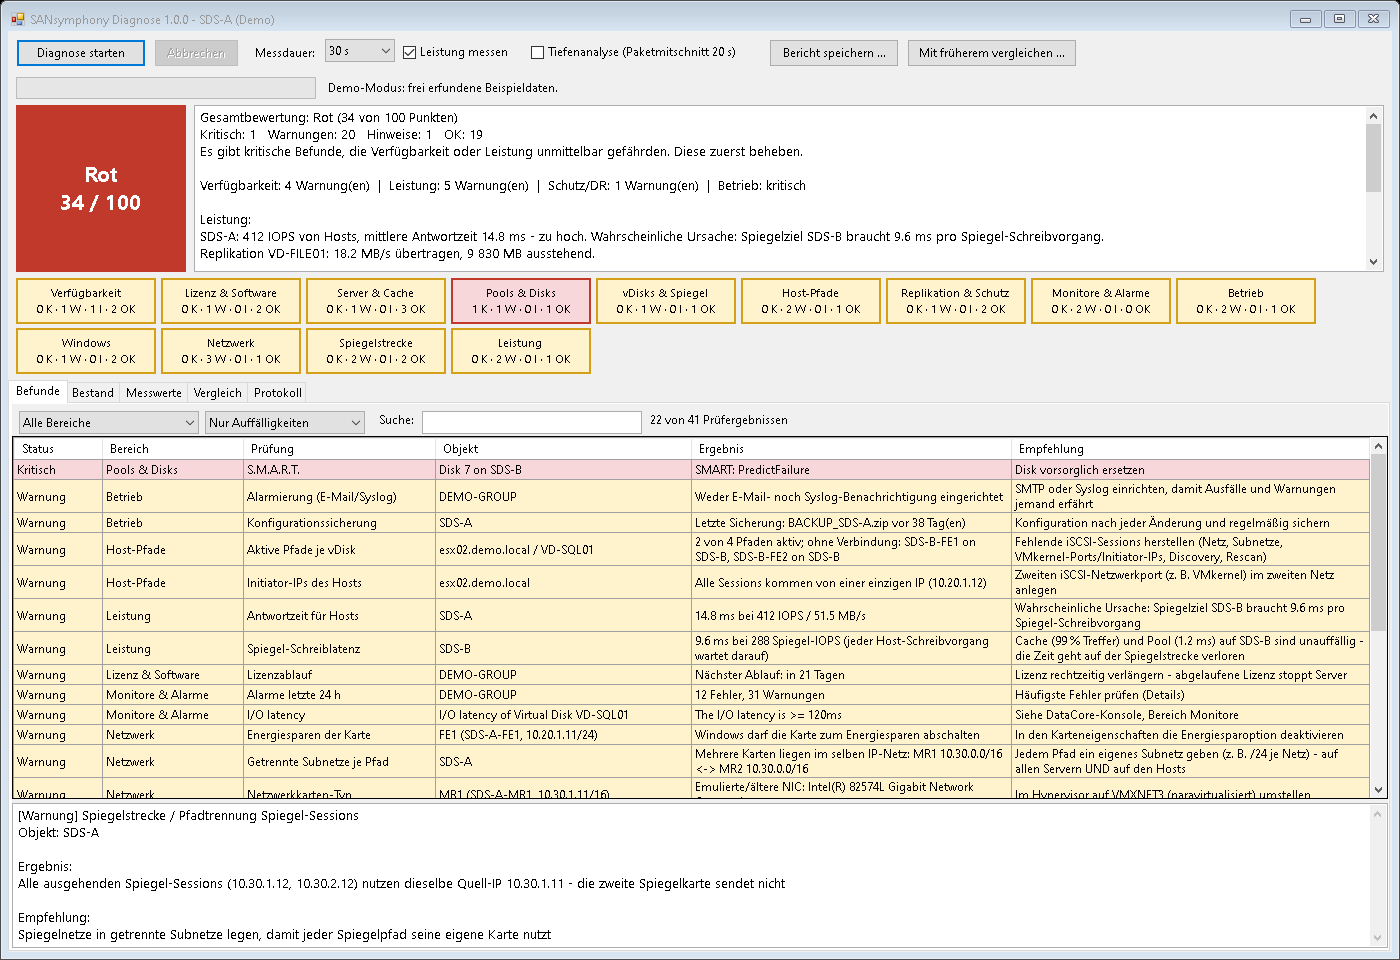 SANsymphony Diagnose 1.0.0 - SDS-A (Demo)
Diagnose starten
Abbrechen
Messdauer:
30 s
Leistung messen
Tiefenanalyse (Paketmitschnitt 20 s)
Bericht speichern ...
Mit früherem vergleichen ...
Demo-Modus: frei erfundene Beispieldaten.
Rot
34 / 100
Gesamtbewertung: Rot (34 von 100 Punkten)
Kritisch: 1 Warnungen: 20 Hinweise: 1 OK: 19
Es gibt kritische Befunde, die Verfügbarkeit oder Leistung unmittelbar gefährden. Diese zuerst beheben.
Verfügbarkeit: 4 Warnung(en) | Leistung: 5 Warnung(en) | Schutz/DR: 1 Warnung(en) | Betrieb: kritisch
Leistung:
SDS-A: 412 IOPS von Hosts, mittlere Antwortzeit 14.8 ms - zu hoch. Wahrscheinliche Ursache: Spiegelziel SDS-B braucht 9.6 ms pro Spiegel-Schreibvorgang.
Replikation VD-FILE01: 18.2 MB/s übertragen, 9 830 MB ausstehend.
Verfügbarkeit
0 K · 1 W · 1 I · 2 OK
Lizenz & Software
0 K · 1 W · 0 I · 2 OK
Server & Cache
0 K · 1 W · 0 I · 3 OK
Pools & Disks
1 K · 1 W · 0 I · 1 OK
vDisks & Spiegel
0 K · 1 W · 0 I · 1 OK
Host-Pfade
0 K · 2 W · 0 I · 1 OK
Replikation & Schutz
0 K · 1 W · 0 I · 2 OK
Monitore & Alarme
0 K · 2 W · 0 I · 0 OK
Betrieb
0 K · 2 W · 0 I · 1 OK
Windows
0 K · 1 W · 0 I · 2 OK
Netzwerk
0 K · 3 W · 0 I · 1 OK
Spiegelstrecke
0 K · 2 W · 0 I · 2 OK
Leistung
0 K · 2 W · 0 I · 1 OK
Befunde
Bestand
Messwerte
Vergleich
Protokoll
Alle Bereiche
Nur Auffälligkeiten
Suche:
22 von 41 Prüfergebnissen
Status Bereich Prüfung Objekt Ergebnis Empfehlung
Kritisch Pools & Disks S.M.A.R.T. Disk 7 on SDS-B SMART: PredictFailure Disk vorsorglich ersetzen
Warnung Betrieb Alarmierung (E-Mail/Syslog) DEMO-GROUP Weder E-Mail- noch Syslog-Benachrichtigung eingerichtet SMTP oder Syslog einrichten, damit Ausfälle und Warnungen
jemand erfährt
Warnung Betrieb Konfigurationssicherung SDS-A Letzte Sicherung: BACKUP_SDS-A.zip vor 38 Tag(en) Konfiguration nach jeder Änderung und regelmäßig sichern
Warnung Host-Pfade Aktive Pfade je vDisk esx02.demo.local / VD-SQL01 2 von 4 Pfaden aktiv; ohne Verbindung: SDS-B-FE1 on
SDS-B, SDS-B-FE2 on SDS-B Fehlende iSCSI-Sessions herstellen (Netz, Subnetze,
VMkernel-Ports/Initiator-IPs, Discovery, Rescan)
Warnung Host-Pfade Initiator-IPs des Hosts esx02.demo.local Alle Sessions kommen von einer einzigen IP (10.20.1.12) Zweiten iSCSI-Netzwerkport (z. B. VMkernel) im zweiten Netz
anlegen
Warnung Leistung Antwortzeit für Hosts SDS-A 14.8 ms bei 412 IOPS / 51.5 MB/s Wahrscheinliche Ursache: Spiegelziel SDS-B braucht 9.6 ms pro
Spiegel-Schreibvorgang
Warnung Leistung Spiegel-Schreiblatenz SDS-B 9.6 ms bei 288 Spiegel-IOPS (jeder Host-Schreibvorgang
wartet darauf) Cache (99 % Treffer) und Pool (1.2 ms) auf SDS-B sind unauffällig -
die Zeit geht auf der Spiegelstrecke verloren
Warnung Lizenz & Software Lizenzablauf DEMO-GROUP Nächster Ablauf: in 21 Tagen Lizenz rechtzeitig verlängern - abgelaufene Lizenz stoppt Server
Warnung Monitore & Alarme Alarme letzte 24 h DEMO-GROUP 12 Fehler, 31 Warnungen Häufigste Fehler prüfen (Details)
Warnung Monitore & Alarme I/O latency I/O latency of Virtual Disk VD-SQL01 The I/O latency is >= 120ms Siehe DataCore-Konsole, Bereich Monitore
Warnung Netzwerk Energiesparen der Karte FE1 (SDS-A-FE1, 10.20.1.11/24) Windows darf die Karte zum Energiesparen abschalten In den Karteneigenschaften die Energiesparoption deaktivieren
Warnung Netzwerk Getrennte Subnetze je Pfad SDS-A Mehrere Karten liegen im selben IP-Netz: MR1 10.30.0.0/16
<-> MR2 10.30.0.0/16 Jedem Pfad ein eigenes Subnetz geben (z. B. /24 je Netz) - auf
allen Servern UND auf den Hosts
Warnung Netzwerk Netzwerkkarten-Typ MR1 (SDS-A-MR1, 10.30.1.11/16) Emulierte/ältere NIC: Intel(R) 82574L Gigabit Network
Im Hypervisor auf VMXNET3 (paravirtualisiert) umstellen
[Warnung] Spiegelstrecke / Pfadtrennung Spiegel-Sessions
Objekt: SDS-A
Ergebnis:
Alle ausgehenden Spiegel-Sessions (10.30.1.12, 10.30.2.12) nutzen dieselbe Quell-IP 10.30.1.11 - die zweite Spiegelkarte sendet nicht
Empfehlung:
Spiegelnetze in getrennte Subnetze legen, damit jeder Spiegelpfad seine eigene Karte nutzt